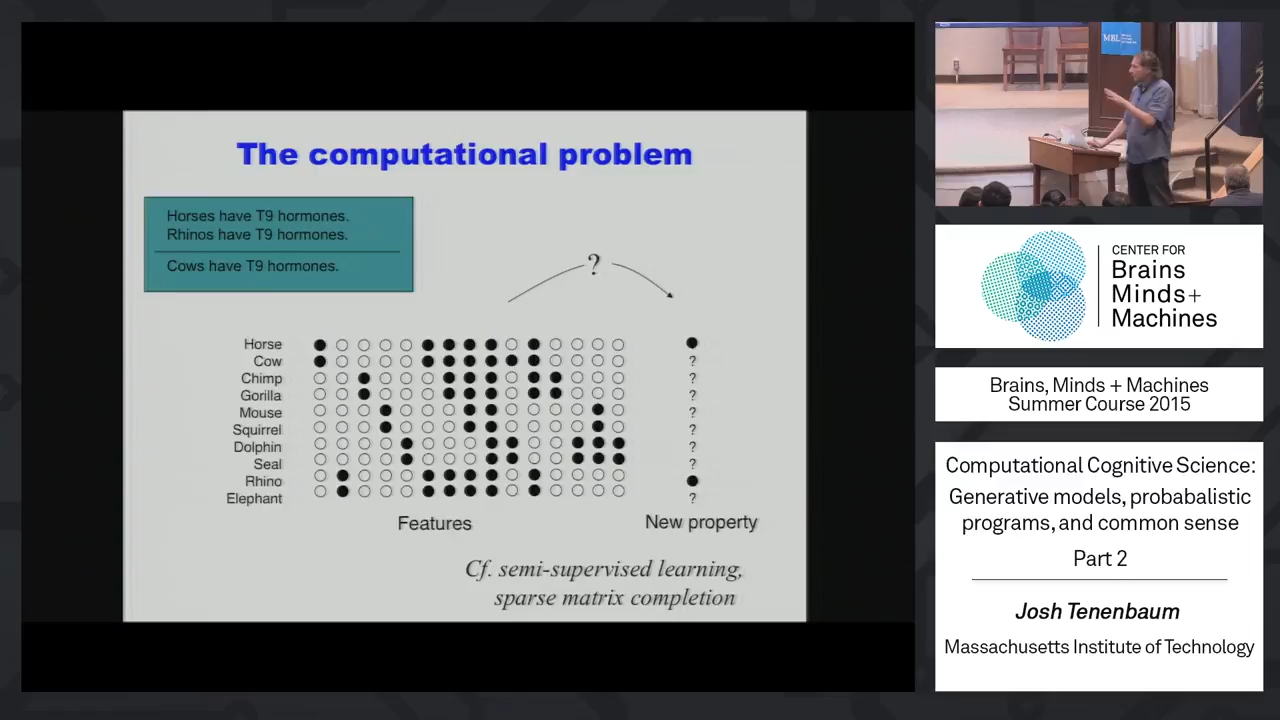 The computational problem
Horses have T9 hormones.
Rhinos have T9 hormones.
Cows have T9 hormones.
?
Horse
Cow ?
Chimp ?
Gorilla ?
Mouse ?
Squirrel ?
Dolphin ?
Seal ?
Rhino
Elephant ?
Features
New property
Cf. semi-supervised learning,
sparse matrix completion
MBL
CENTER FOR
Brains
Minds+
Machines
Brains, Minds + Machines
Summer Course 2015
Computational Cognitive Science:
Generative models, probabalistic
programs, and common sense
Part 2
Josh Tenenbaum
Massachusetts Institute of Technology